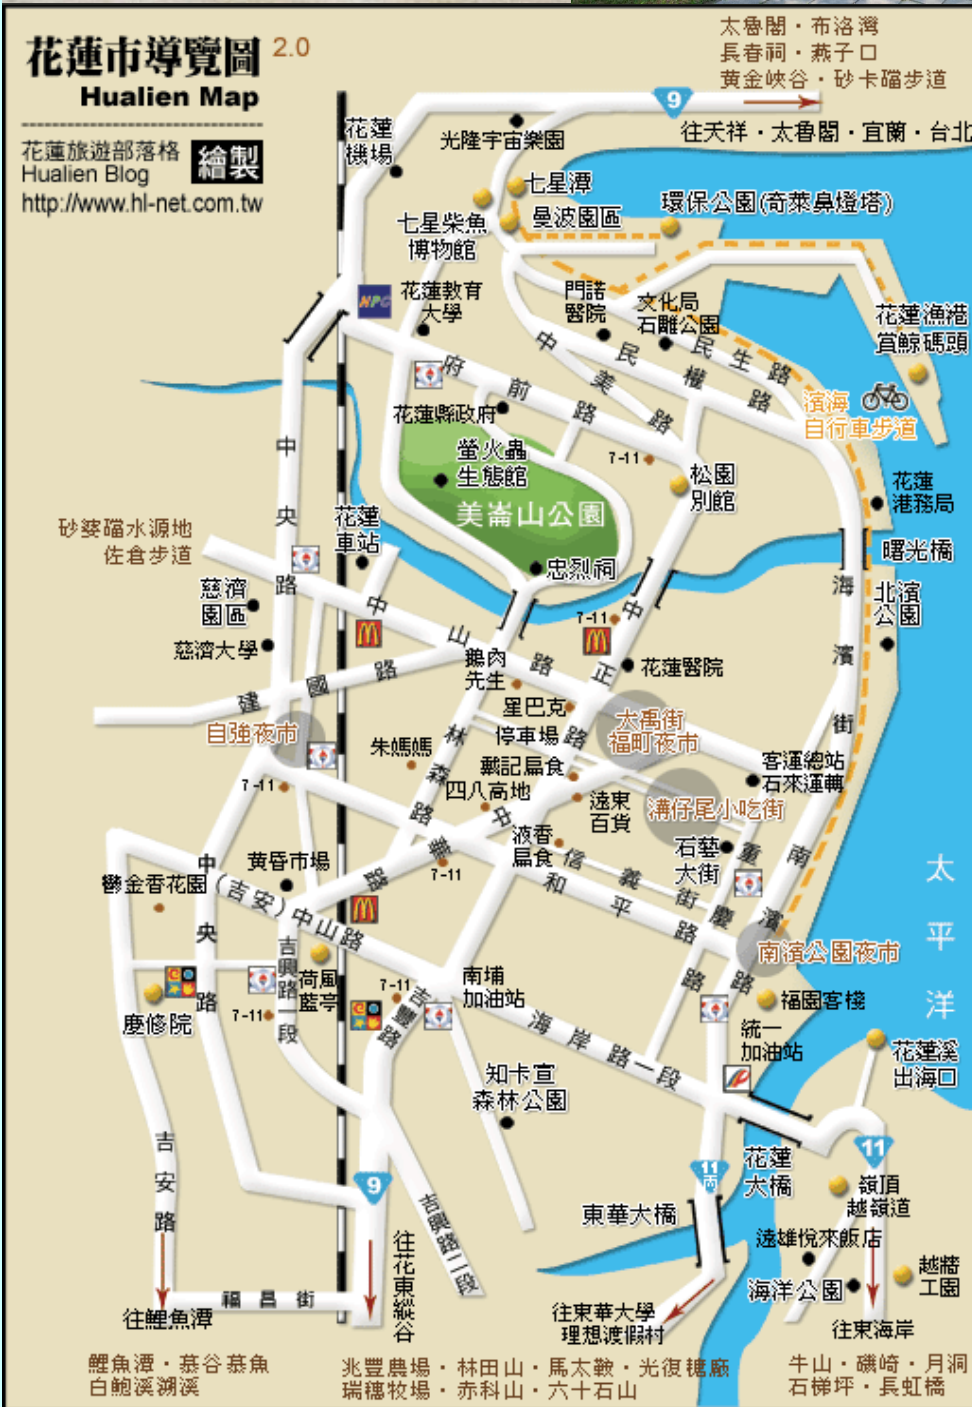 花蓮市導覽圖 2.0
Hualien Map
花蓮旅遊部落格 繪製
Hualien Blog
http://www.hl-net.com.tw
太魯閣・布洛灣
長春祠・燕子口
黃金峽谷・砂卡礑步道
9
往天祥・太魯閣・宜蘭・台北
花蓮
機場
光隆宇宙樂園
七星潭
曼波園區
七星柴魚
博物館
環保公園(奇萊鼻燈塔)
NPC
花蓮教育
大學
門諾
醫院
文化局
石雕公園
花蓮漁港
賞鯨碼頭
府前路
中美路
民權路
民生路
濱海
自行車步道
花蓮縣政府
螢火蟲
生態館
美崙山公園
忠烈祠
7-11
松園
別館
花蓮
港務局
曙光橋
北濱
公園
海濱街
中央路
砂婆礑水源地
佐倉步道
花蓮
車站
慈濟
園區
慈濟大學
中山路
建國路
自強夜市
7-11
鵝肉
先生
星巴克
停車場
戴記扁食
四八高地
朱媽媽
林森路
7-11
中正路
花蓮醫院
大禹街
福町夜市
客運總站
石來運轉
溝仔尾小吃街
遠東
百貨
液香
扁食
信義街
石藝
大街
重慶路
南濱路
中華路
7-11
和平路
南濱公園夜市
福園客棧
統一
加油站
太平洋
黃昏市場
鬱金香花園
(吉安)中山路
中央路
吉興路一段
荷風
藍亭
慶修院
7-11
7-11
吉豐路
南埔
加油站
海岸路一段
知卡宣
森林公園
花蓮溪
出海口
花蓮
大橋
11
11丙
嶺頂
越嶺道
東華大橋
遠雄悅來飯店
海洋公園
越牆
工園
往東海岸
吉安路
福昌街
往鯉魚潭
9
往花東縱谷
吉興路二段
往東華大學
理想渡假村
鯉魚潭・慕谷慕魚
白鮑溪溯溪
兆豐農場・林田山・馬太鞍・光復糖廠
瑞穗牧場・赤科山・六十石山
牛山・磯崎・月洞
石梯坪・長虹橋